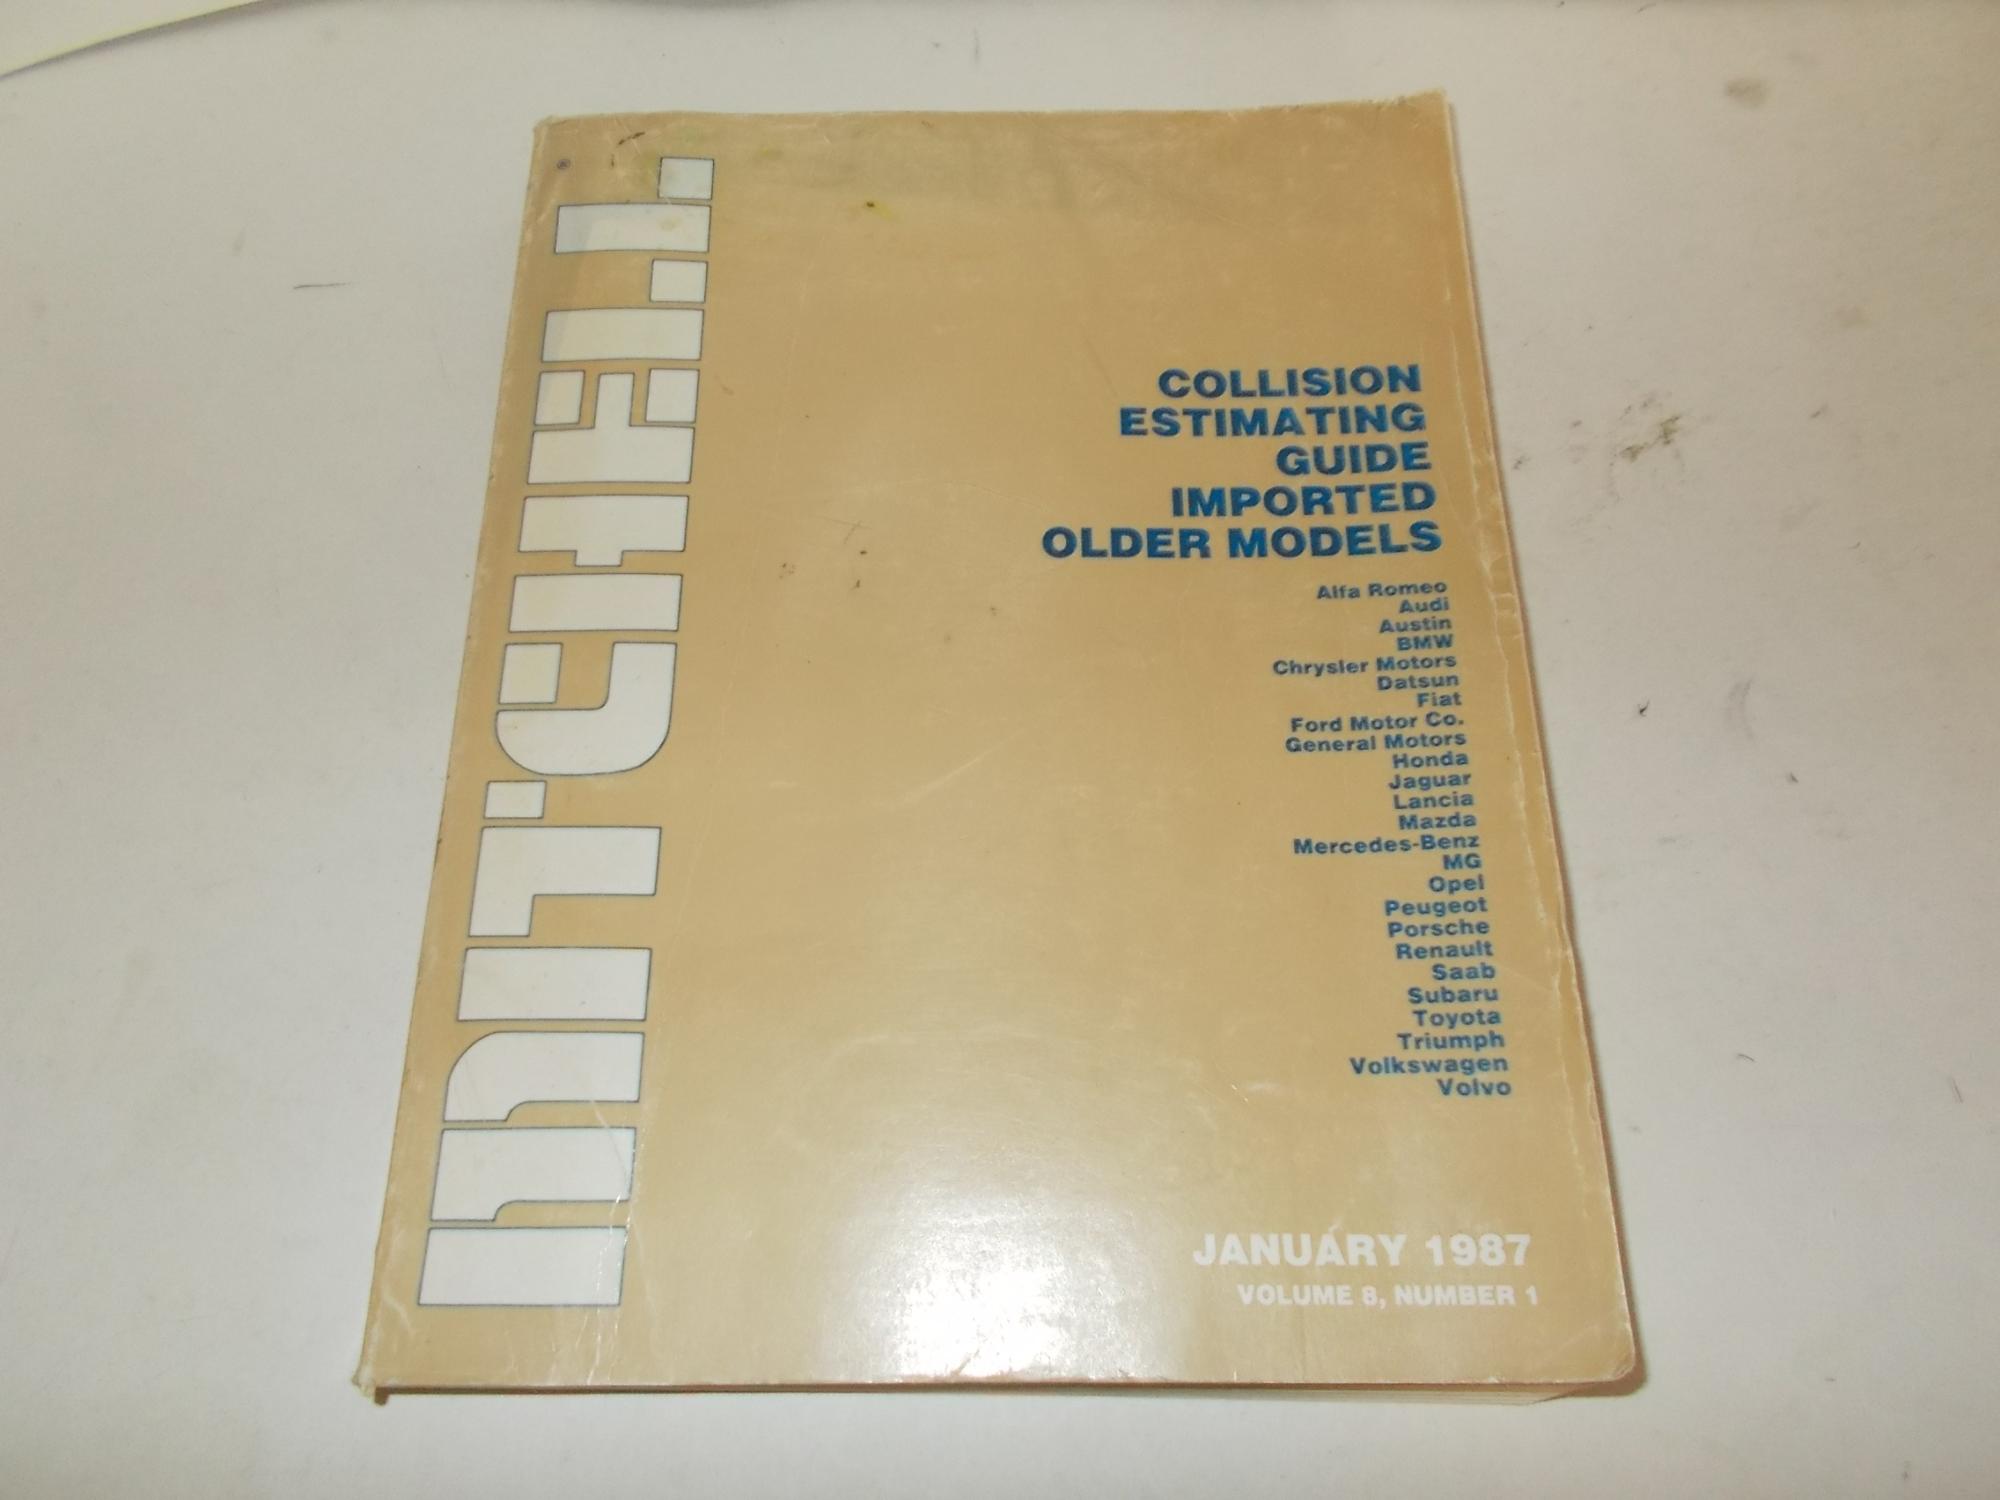 mitchell
®
COLLISION
ESTIMATING
GUIDE
IMPORTED
OLDER MODELS
Alfa Romeo
Audi
Austin
BMW
Chrysler Motors
Datsun
Fiat
Ford Motor Co.
General Motors
Honda
Jaguar
Lancia
Mazda
Mercedes-Benz
MG
Opel
Peugeot
Porsche
Renault
Saab
Subaru
Toyota
Triumph
Volkswagen
Volvo
JANUARY 1987
VOLUME 8, NUMBER 1